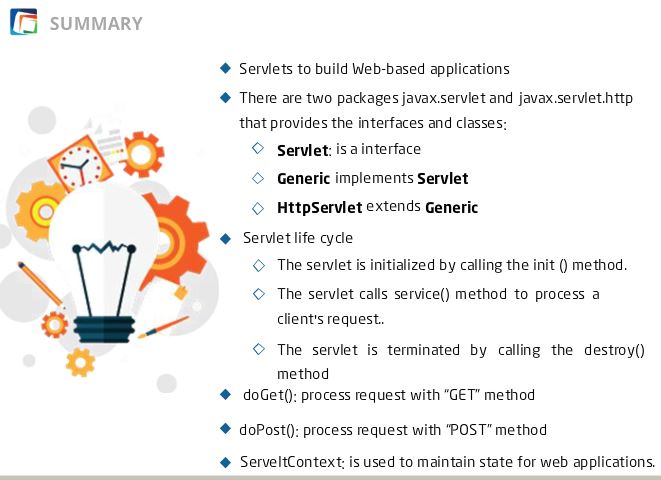 SUMMARY
Servlets to build Web-based applications
There are two packages javax.servlet and javax.servlet.http
that provides the interfaces and classes:
Servlet: is a interface
Generic implements Servlet
HttpServlet extends Generic
Servlet life cycle
The servlet is initialized by calling the init () method.
The servlet calls service() method to process a
client's request..
The servlet is terminated by calling the destroy()
method
doGet(): process request with "GET" method
doPost(): process request with "POST" method
ServeltContext: is used to maintain state for web applications.